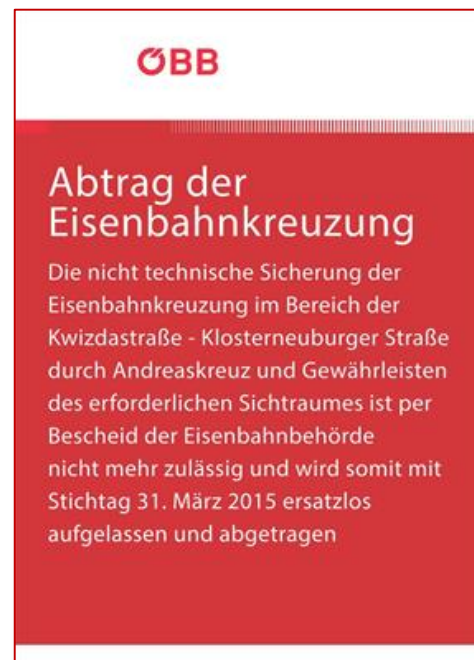 ÖBB
Abtrag der
Eisenbahnkreuzung
Die nicht technische Sicherung der
Eisenbahnkreuzung im Bereich der
Kwizdastraße - Klosterneuburger Straße
durch Andreaskreuz und Gewährleisten
des erforderlichen Sichtraumes ist per
Bescheid der Eisenbahnbehörde
nicht mehr zulässig und wird somit mit
Stichtag 31. März 2015 ersatzlos
aufgelassen und abgetragen